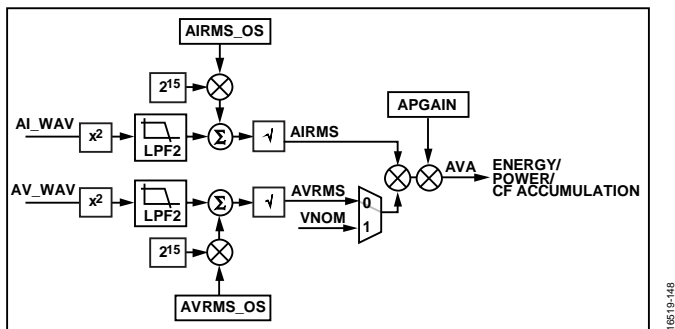 AIRMS_OS
2¹⁵
APGAIN
AI_WAV
x²
LPF2
Σ
√
AIRMS
AVA
ENERGY/
POWER/
CF ACCUMULATION
AV_WAV
x²
LPF2
Σ
√
AVRMS
VNOM
0
1
2¹⁵
AVRMS_OS
16519-148